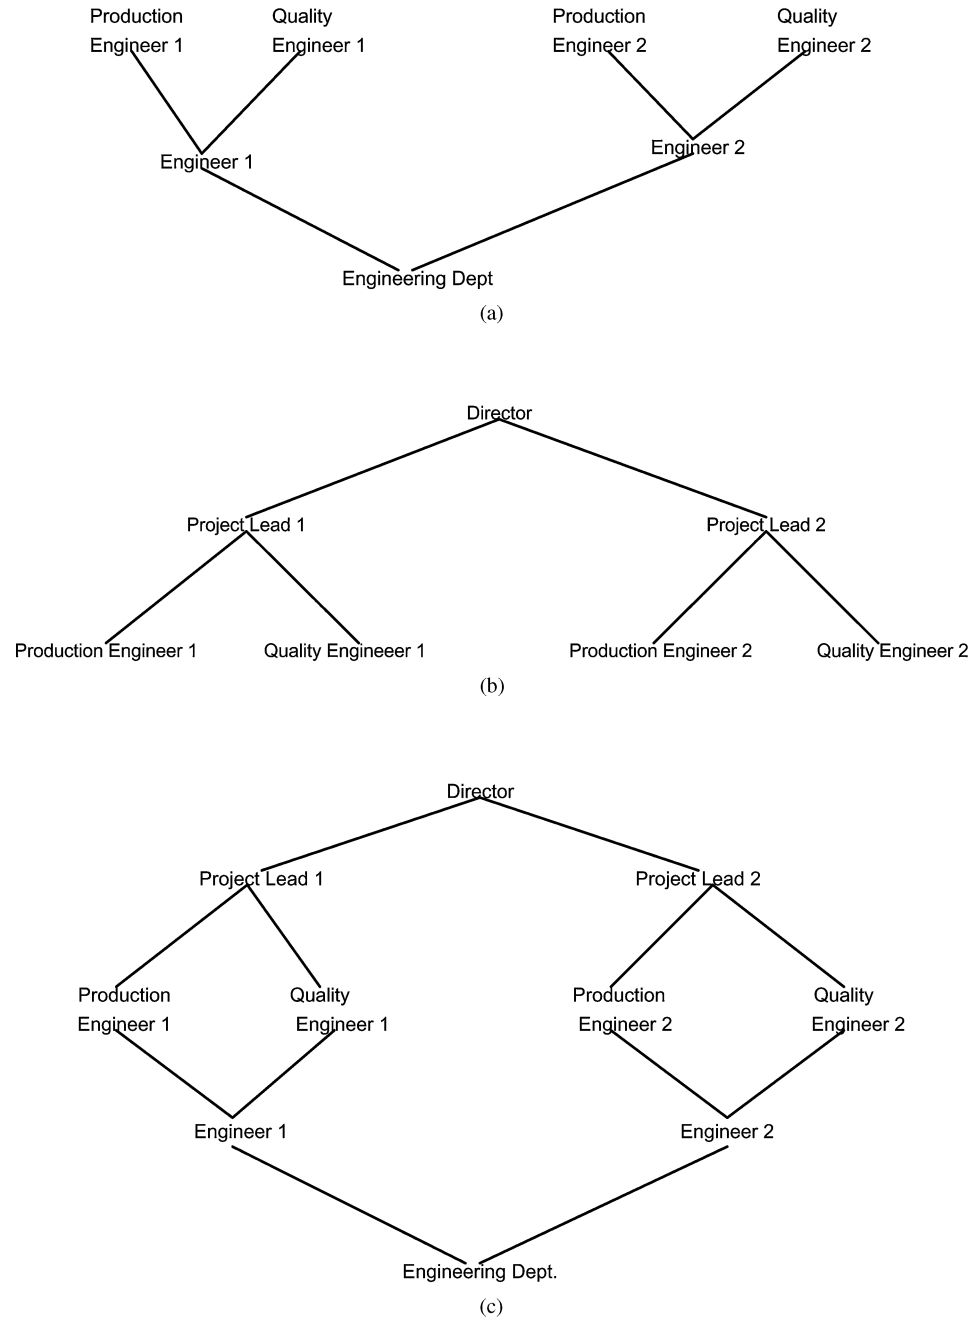 Production Quality Production Quality
Engineer 1 Engineer 1 Engineer 2 Engineer 2
Engineer 1 Engineer 2
Engineering Dept
(a)
Director
Project Lead 1 Project Lead 2
Production Engineer 1 Quality Engineeer 1 Production Engineer 2 Quality Engineer 2
(b)
Director
Project Lead 1 Project Lead 2
Production Quality Production Quality
Engineer 1 Engineer 1 Engineer 2 Engineer 2
Engineer 1 Engineer 2
Engineering Dept.
(c)